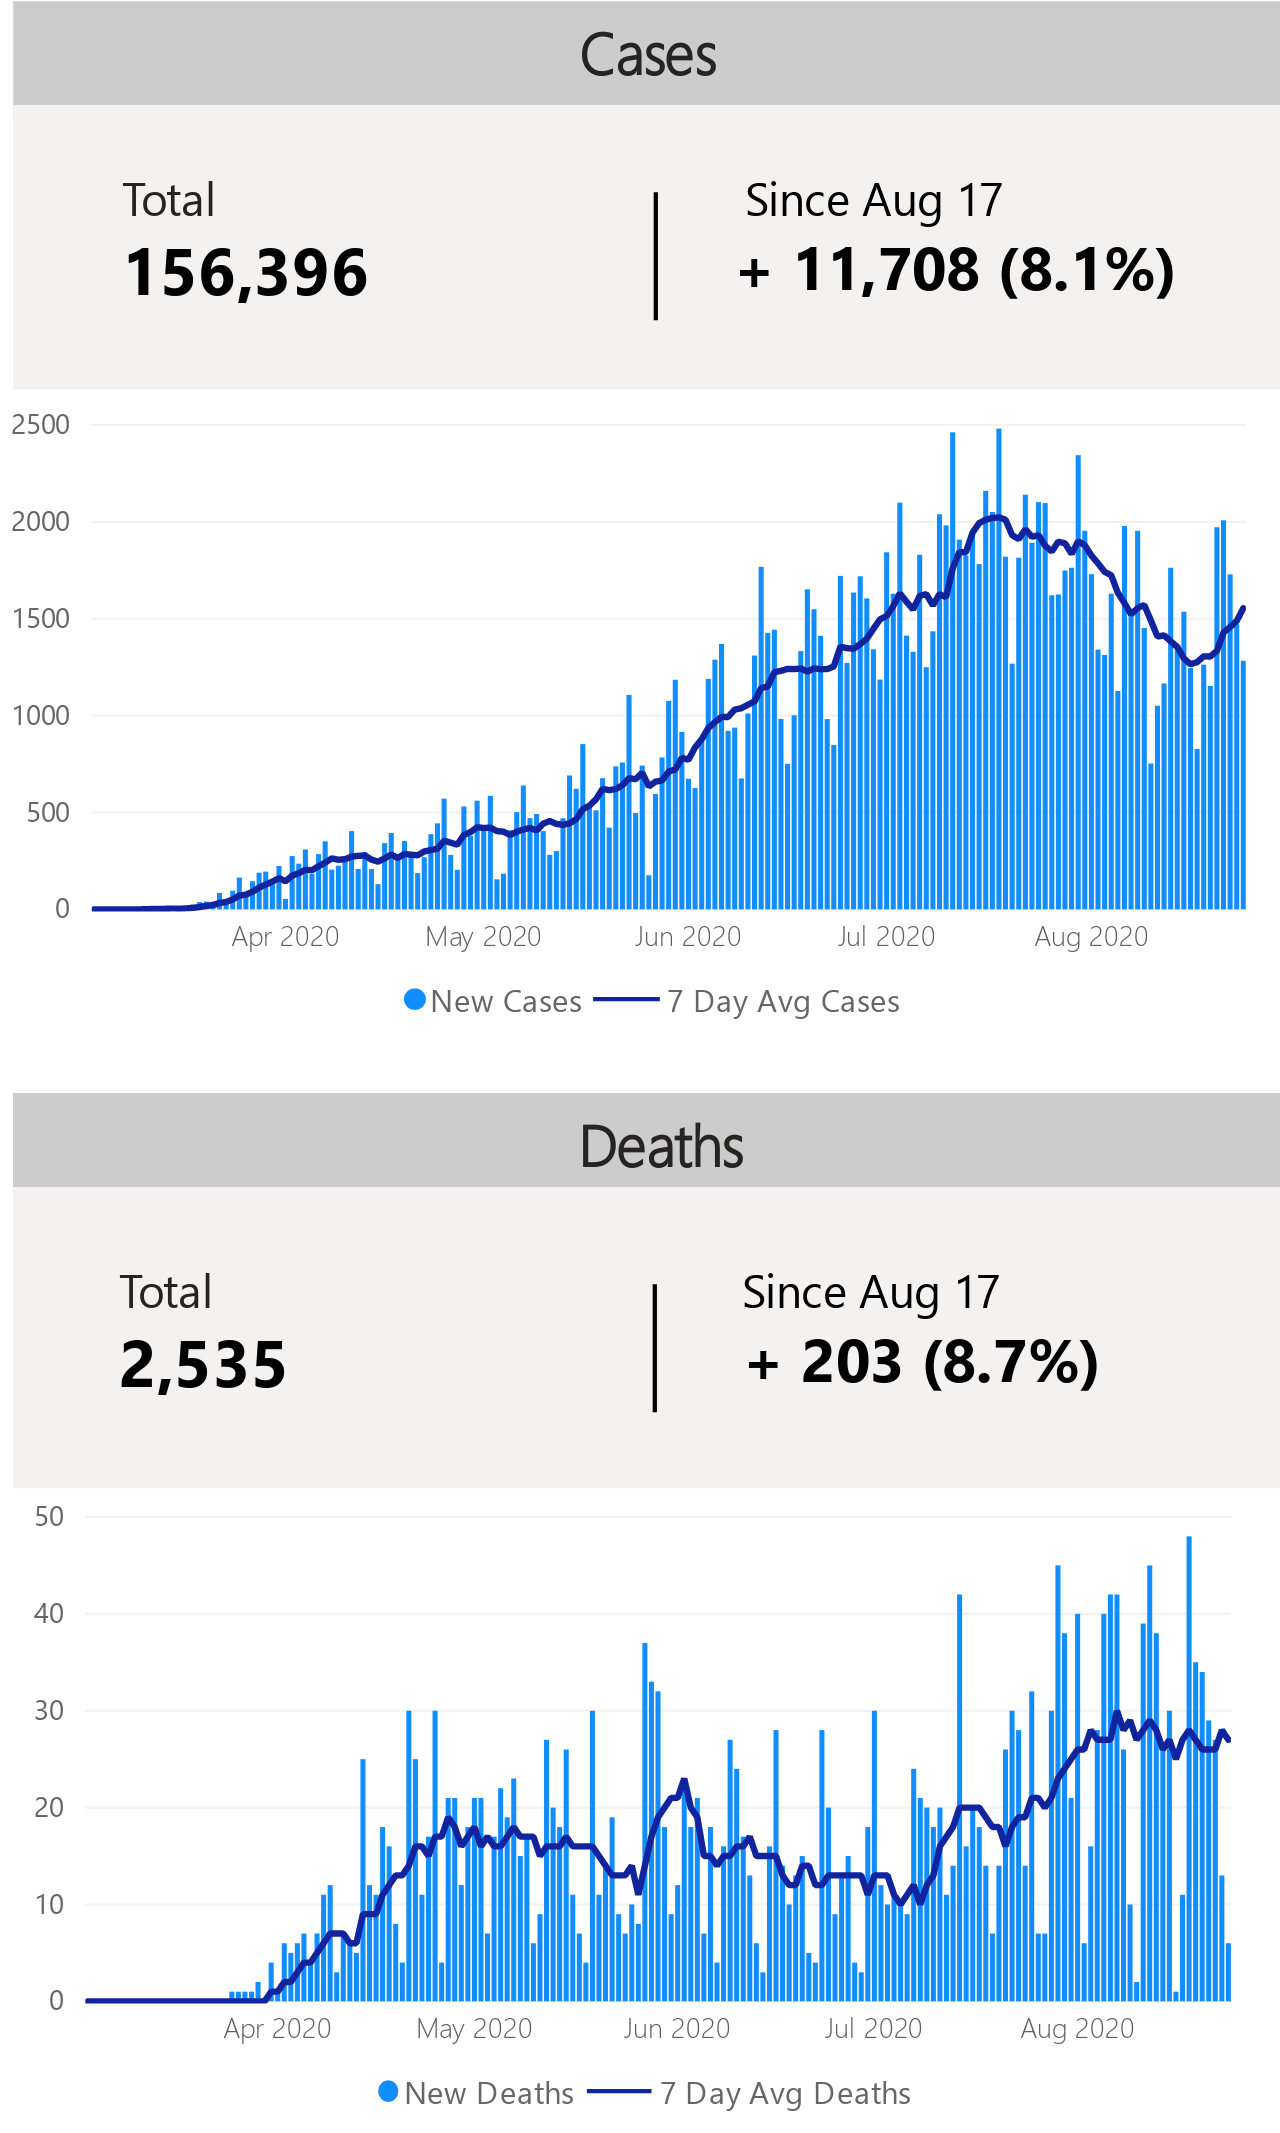 Cases
Total
Since Aug 17
156,396
+ 11,708 (8.1%)
2500
2000
1500
1000
500
0
Apr 2020 May 2020 Jun 2020 Jul 2020 Aug 2020
New Cases 7 Day Avg Cases
Deaths
Total
Since Aug 17
2,535
+ 203 (8.7%)
50
40
30
20
10
0
Apr 2020 May 2020 Jun 2020 Jul 2020 Aug 2020
New Deaths 7 Day Avg Deaths